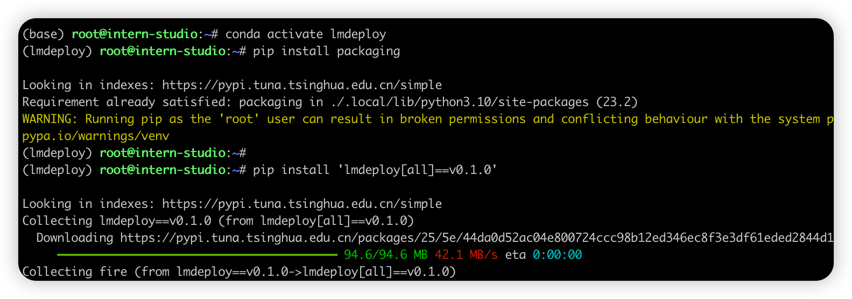 (base) root@intern-studio:~# conda activate lmdeploy
(lmdeploy) root@intern-studio:~# pip install packaging
Looking in indexes: https://pypi.tuna.tsinghua.edu.cn/simple
Requirement already satisfied: packaging in ./.local/lib/python3.10/site-packages (23.2)
WARNING: Running pip as the 'root' user can result in broken permissions and conflicting behaviour with the system p
pypa.io/warnings/venv
(lmdeploy) root@intern-studio:~#
(lmdeploy) root@intern-studio:~# pip install 'lmdeploy[all]==v0.1.0'
Looking in indexes: https://pypi.tuna.tsinghua.edu.cn/simple
Collecting lmdeploy==v0.1.0 (from lmdeploy[all]==v0.1.0)
Downloading https://pypi.tuna.tsinghua.edu.cn/packages/25/5e/44da0d52ac04e800724ccc98b12ed346ec8f3e3df61eded2844d1
94.6/94.6 MB 42.1 MB/s eta 0:00:00
Collecting fire (from lmdeploy==v0.1.0->lmdeploy[all]==v0.1.0)